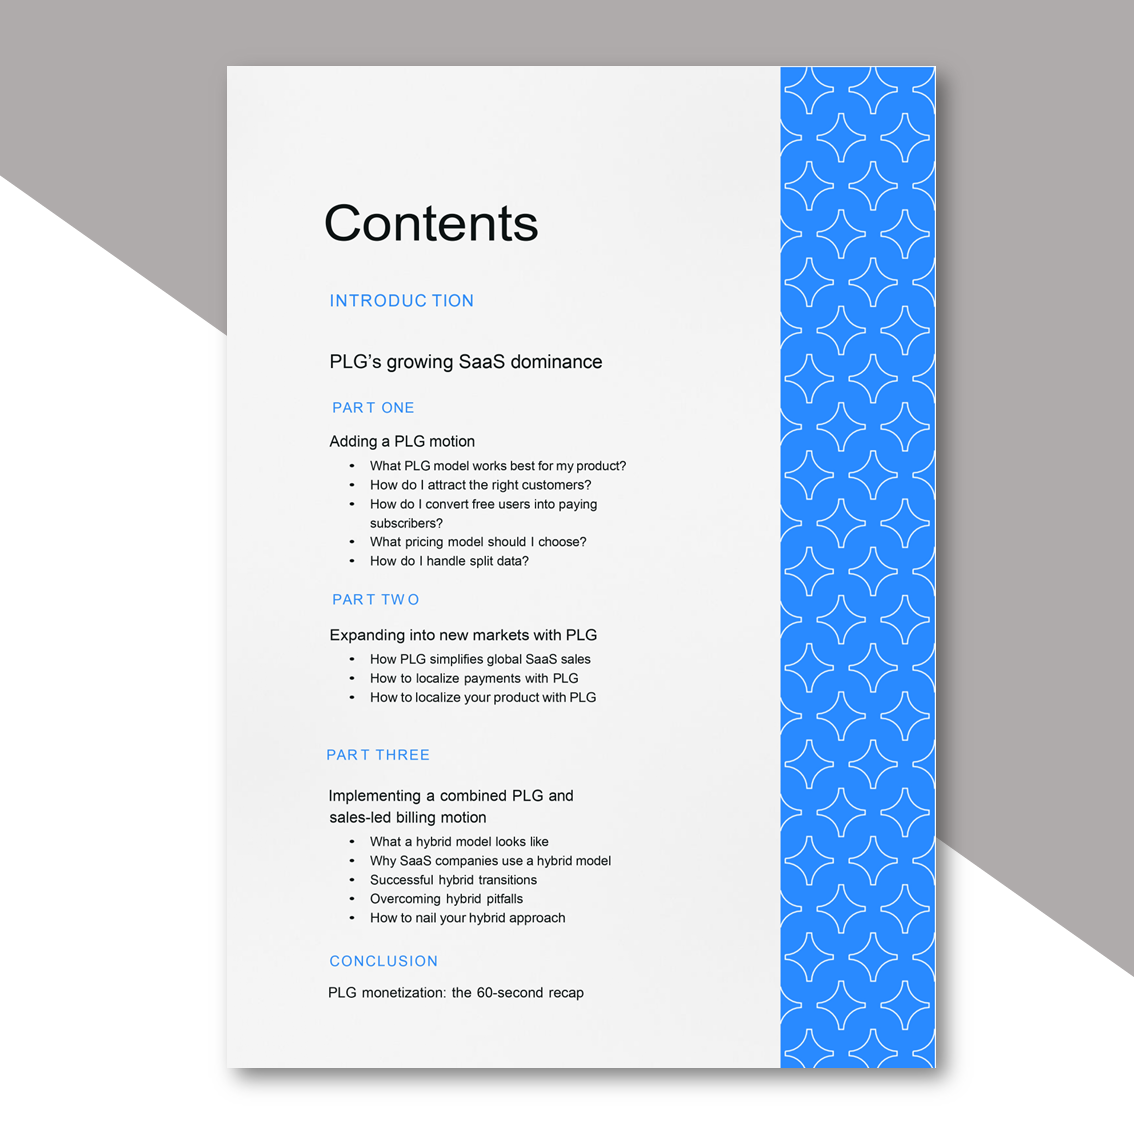 Contents
INTRODUCTION
PLG’s growing SaaS dominance
PART ONE
Adding a PLG motion
• What PLG model works best for my product?
• How do I attract the right customers?
• How do I convert free users into paying
subscribers?
• What pricing model should I choose?
• How do I handle split data?
PART TWO
Expanding into new markets with PLG
• How PLG simplifies global SaaS sales
• How to localize payments with PLG
• How to localize your product with PLG
PART THREE
Implementing a combined PLG and
sales-led billing motion
• What a hybrid model looks like
• Why SaaS companies use a hybrid model
• Successful hybrid transitions
• Overcoming hybrid pitfalls
• How to nail your hybrid approach
CONCLUSION
PLG monetization: the 60-second recap